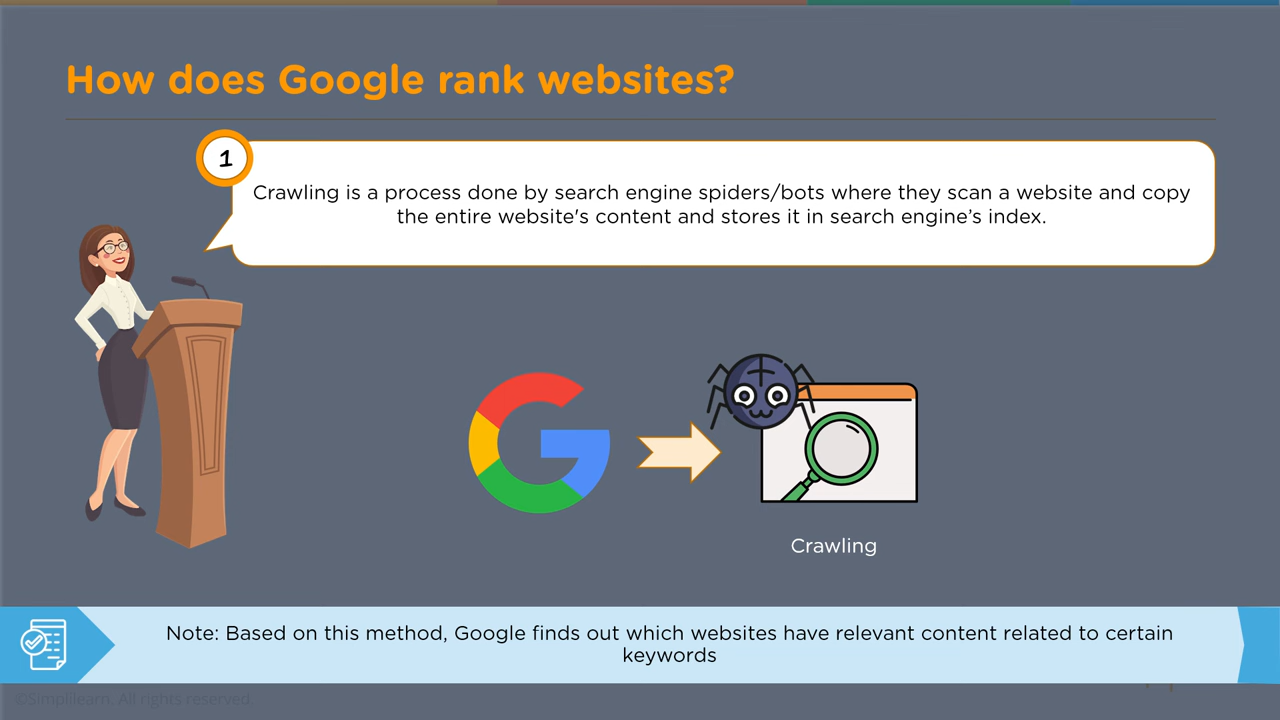 How does Google rank websites?
1
Crawling is a process done by search engine spiders/bots where they scan a website and copy
the entire website's content and stores it in search engine’s index.
Crawling
Note: Based on this method, Google finds out which websites have relevant content related to certain
keywords
©Simplilearn. All rights reserved.